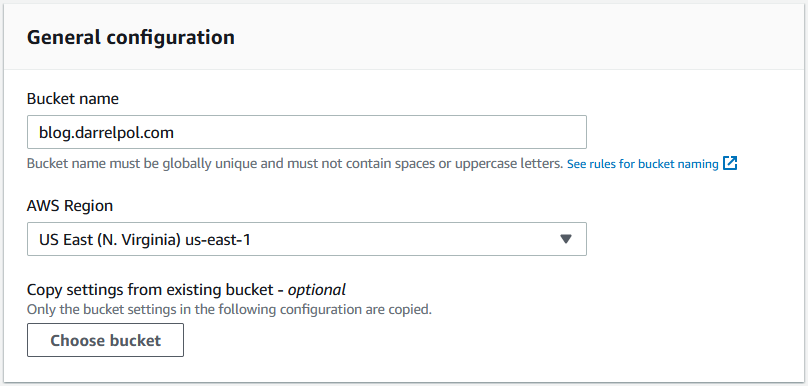 General configuration
Bucket name
blog.darrelpol.com
Bucket name must be globally unique and must not contain spaces or uppercase letters. See rules for bucket naming
AWS Region
US East (N. Virginia) us-east-1
Copy settings from existing bucket - optional
Only the bucket settings in the following configuration are copied.
Choose bucket